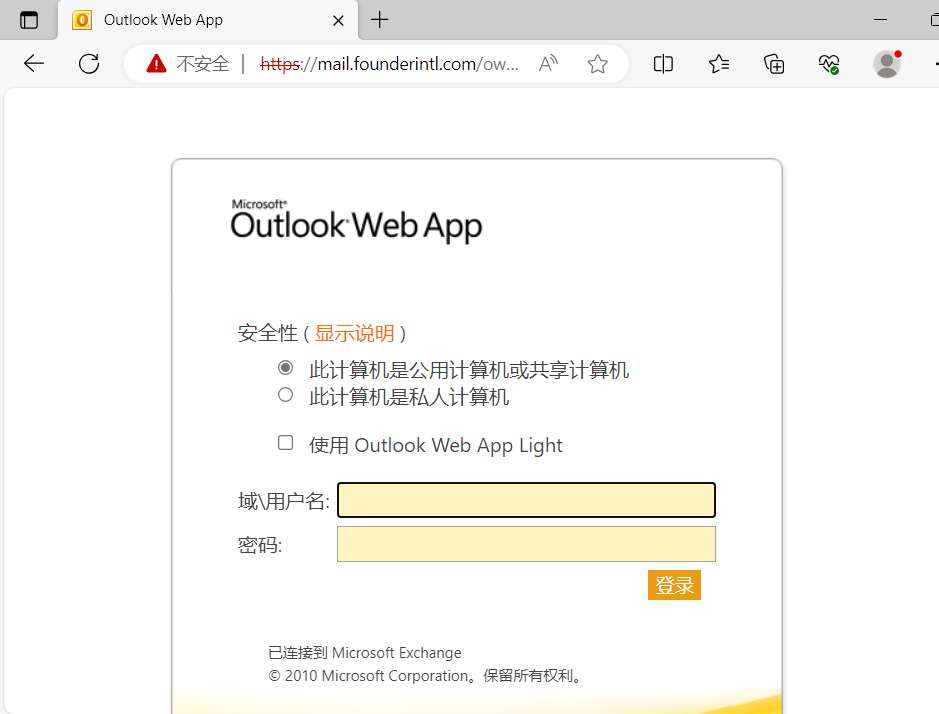 Outlook Web App
不安全 | https://mail.founderintl.com/ow...
Microsoft®
Outlook® Web App
安全性 ( 显示说明 )
此计算机是公用计算机或共享计算机
此计算机是私人计算机
使用 Outlook Web App Light
域\用户名:
密码:
登录
已连接到 Microsoft Exchange
© 2010 Microsoft Corporation。保留所有权利。